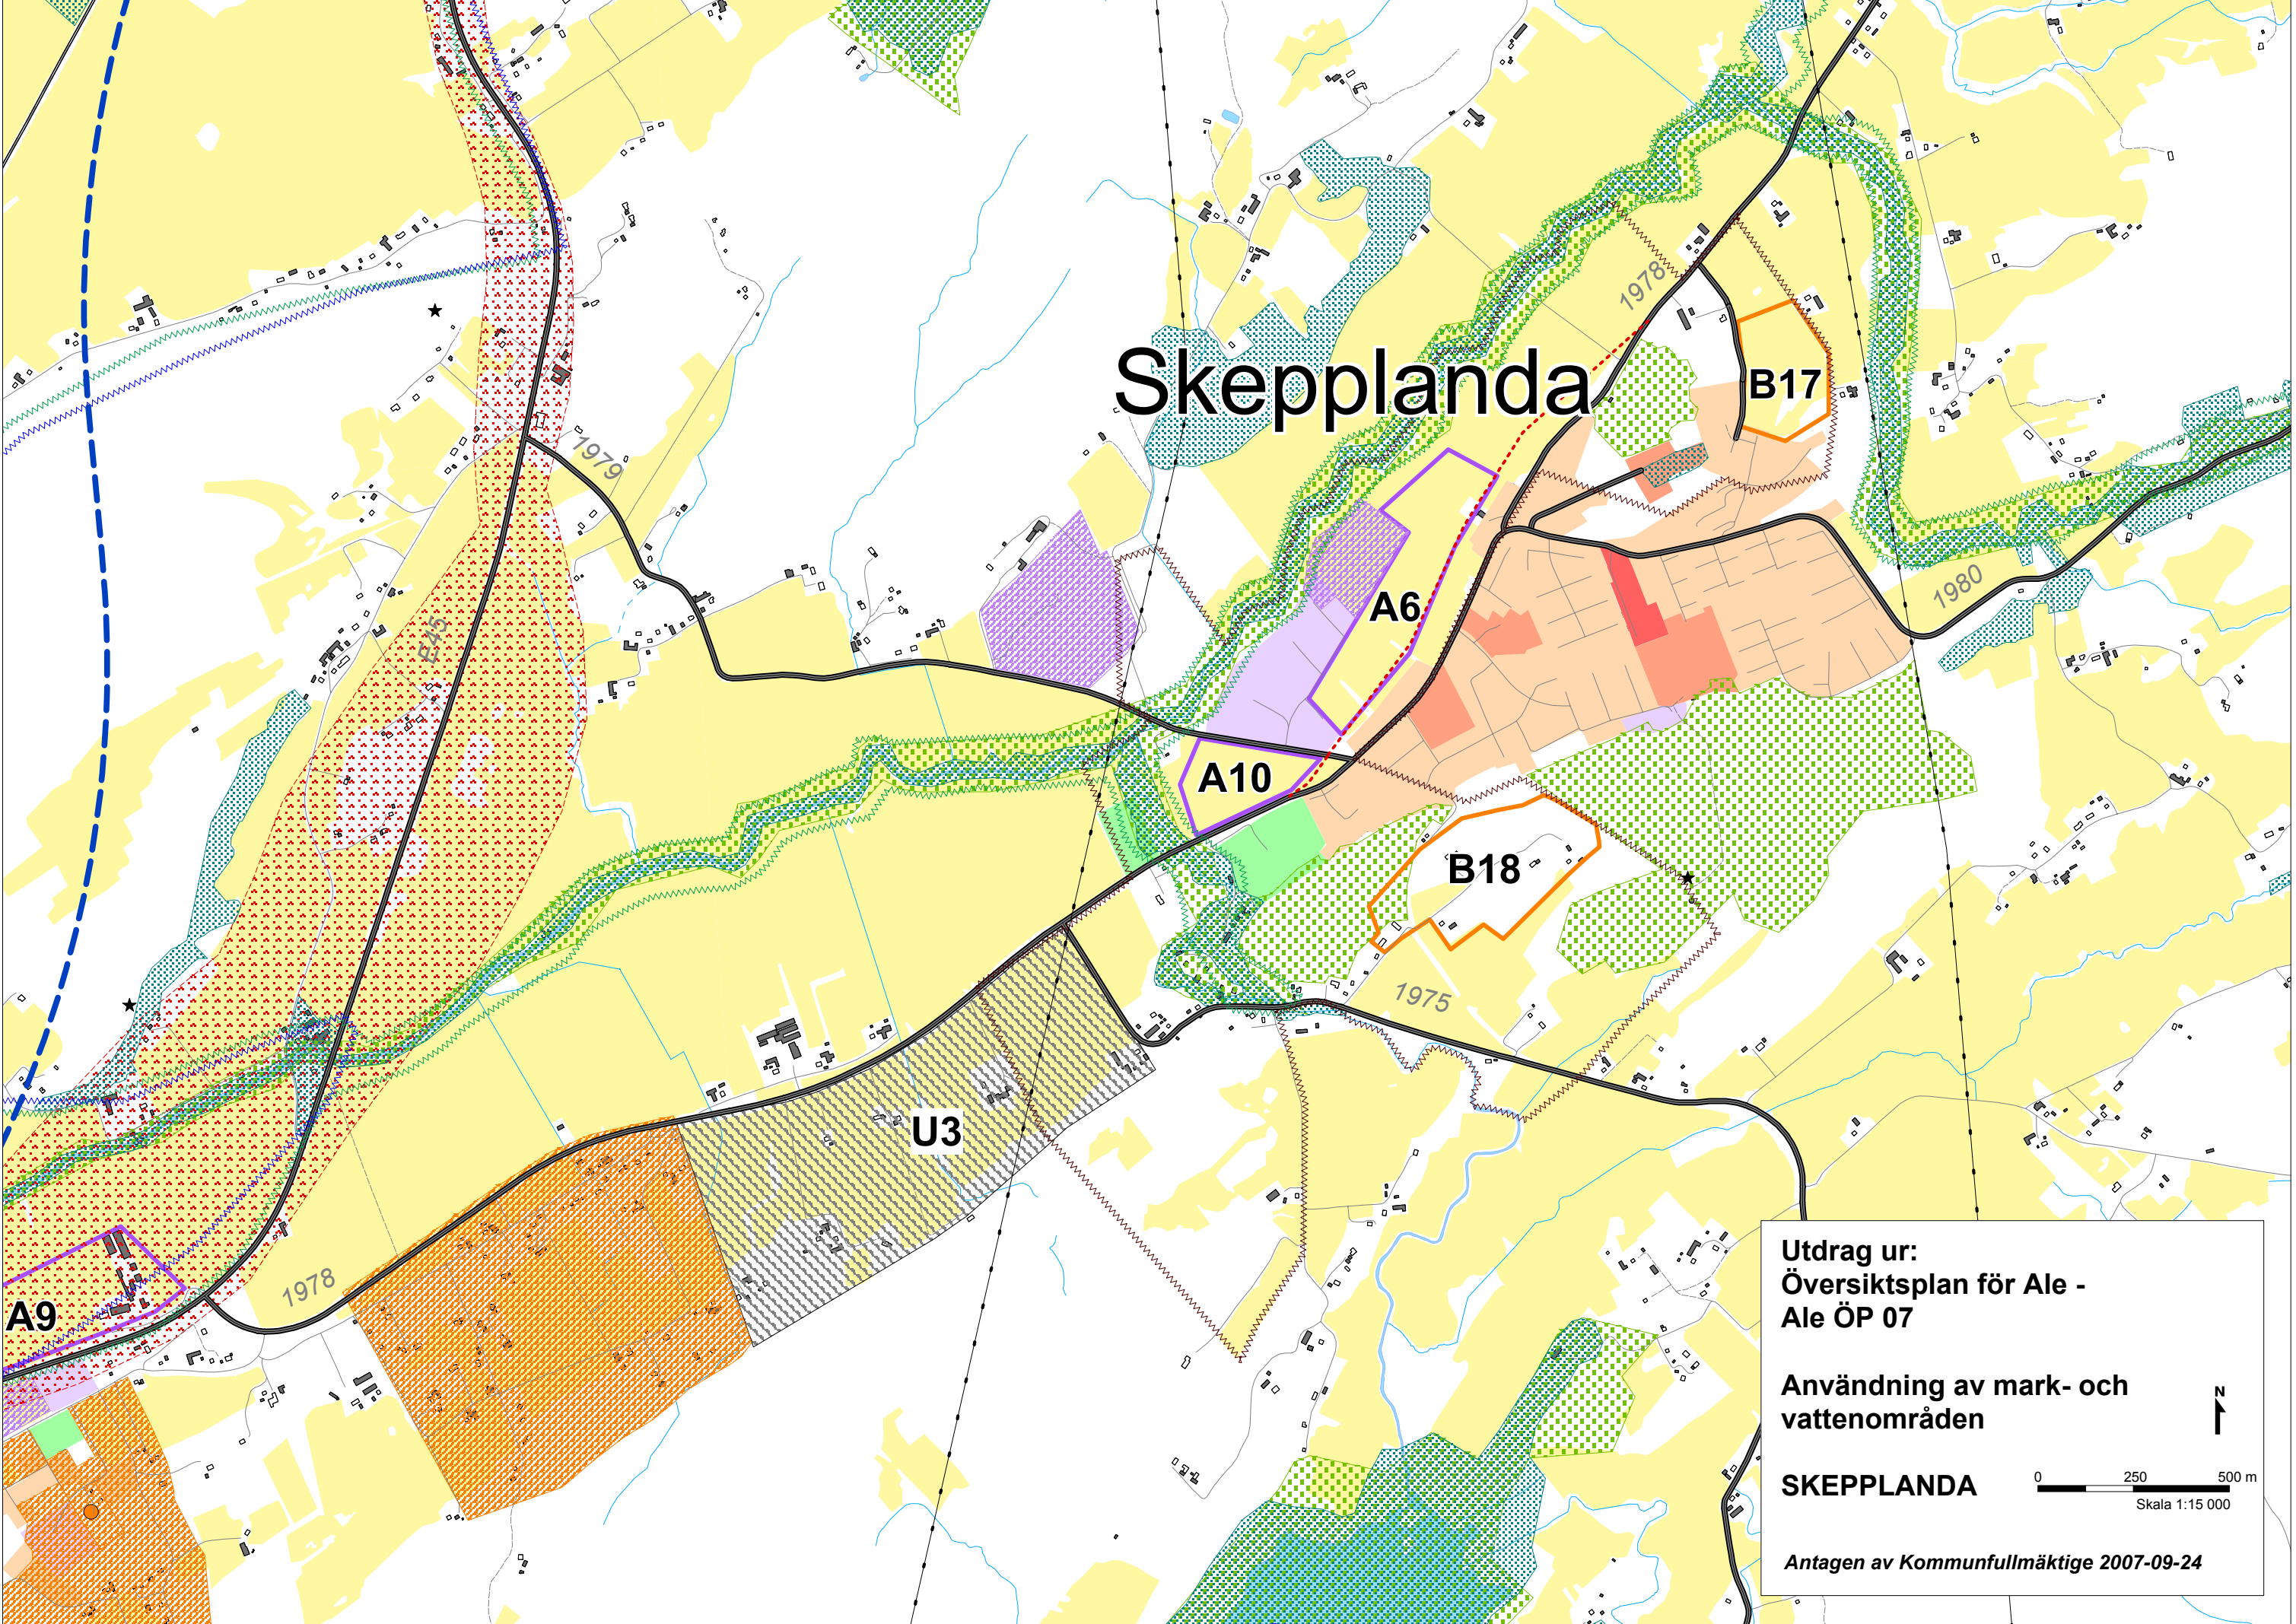 1978
B17
Skepplanda
1979
1980
A6
E45
A10
B18
1975
U3
1978
A9
Utdrag ur:
Översiktsplan för Ale -
Ale ÖP 07
Användning av mark- och
vattenområden
N
SKEPPLANDA
0 250 500 m
Skala 1:15 000
Antagen av Kommunfullmäktige 2007-09-24